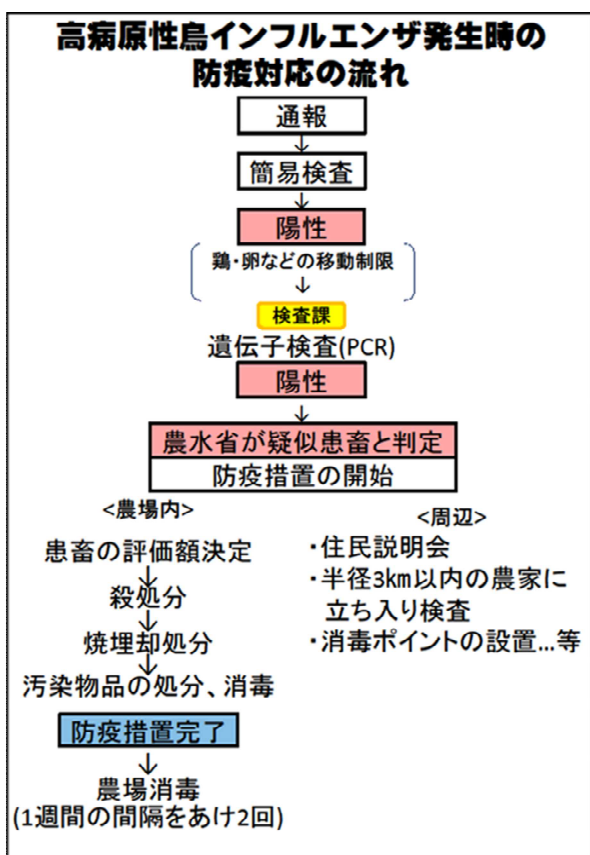 高病原性鳥インフルエンザ発生時の
防疫対応の流れ
通報
↓
簡易検査
↓
陽性
鶏・卵などの移動制限
↓
検査課
遺伝子検査(PCR)
陽性
↓
農水省が疑似患畜と判定
防疫措置の開始
<農場内>
患畜の評価額決定
↓
殺処分
↓
焼埋却処分
↓
汚染物品の処分、消毒
防疫措置完了
↓
農場消毒
(1週間の間隔をあけ2回)
<周辺>
・住民説明会
・半径3km以内の農家に
立ち入り検査
・消毒ポイントの設置...等